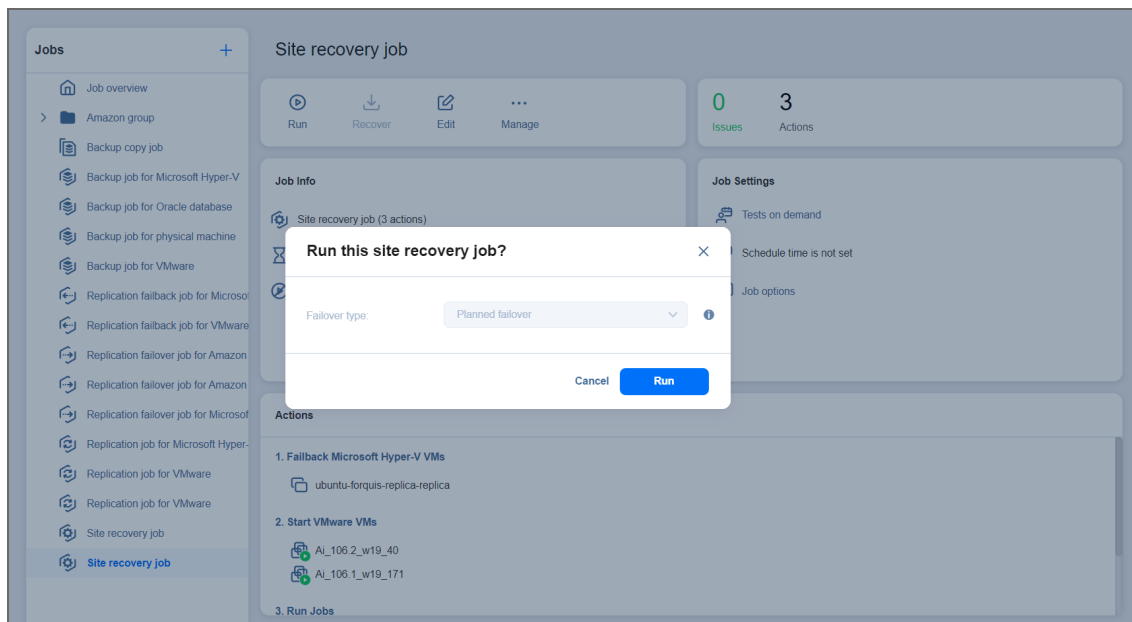 Jobs
Job overview
Amazon group
Backup copy job
Backup job for Microsoft Hyper-V
Backup job for Oracle database
Backup job for physical machine
Backup job for VMware
Replication failback job for Microsof
Replication failback job for VMware
Replication failover job for Amazon
Replication failover job for Amazon
Replication failover job for Microsof
Replication job for Microsoft Hyper-
Replication job for VMware
Replication job for VMware
Site recovery job
Site recovery job
Site recovery job
Run Recover Edit Manage
0 3
Issues Actions
Job Info
Site recovery job (3 actions)
Job Settings
Tests on demand
Schedule time is not set
Job options
Run this site recovery job?
Failover type: Planned failover
Cancel Run
Actions
1. Failback Microsoft Hyper-V VMs
ubuntu-forquis-replica-replica
2. Start VMware VMs
Ai_106.2_w19_40
Ai_106.1_w19_171
3. Run Jobs